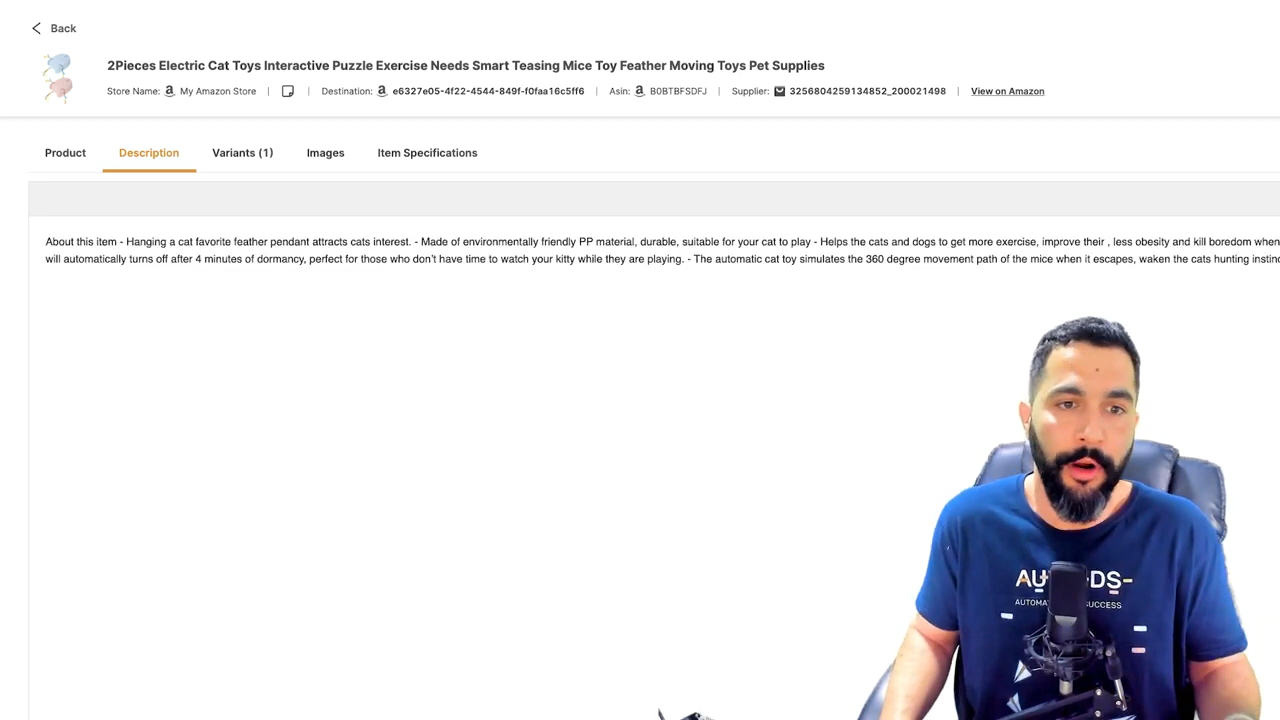 Back
2Pieces Electric Cat Toys Interactive Puzzle Exercise Needs Smart Teasing Mice Toy Feather Moving Toys Pet Supplies
Store Name: My Amazon Store | | Destination: e6327e05-4f22-4544-849f-f0faa16c5ff6 | Asin: B0BTBFSDFJ | Supplier: 3256804259134852_200021498 | View on Amazon
Product Description Variants (1) Images Item Specifications
About this item - Hanging a cat favorite feather pendant attracts cats interest. - Made of environmentally friendly PP material, durable, suitable for your cat to play - Helps the cats and dogs to get more exercise, improve their , less obesity and kill boredom when
will automatically turns off after 4 minutes of dormancy, perfect for those who don't have time to watch your kitty while they are playing. - The automatic cat toy simulates the 360 degree movement path of the mice when it escapes, waken the cats hunting
AU DS
AUTOMA UCCESS